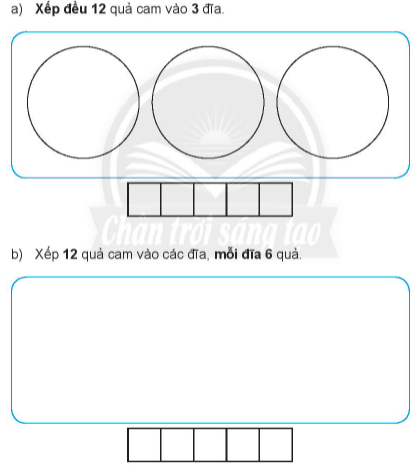 a) Xếp đều 12 quả cam vào 3 đĩa.
Chân trời sáng tạo
b) Xếp 12 quả cam vào các đĩa, mỗi đĩa 6 quả.